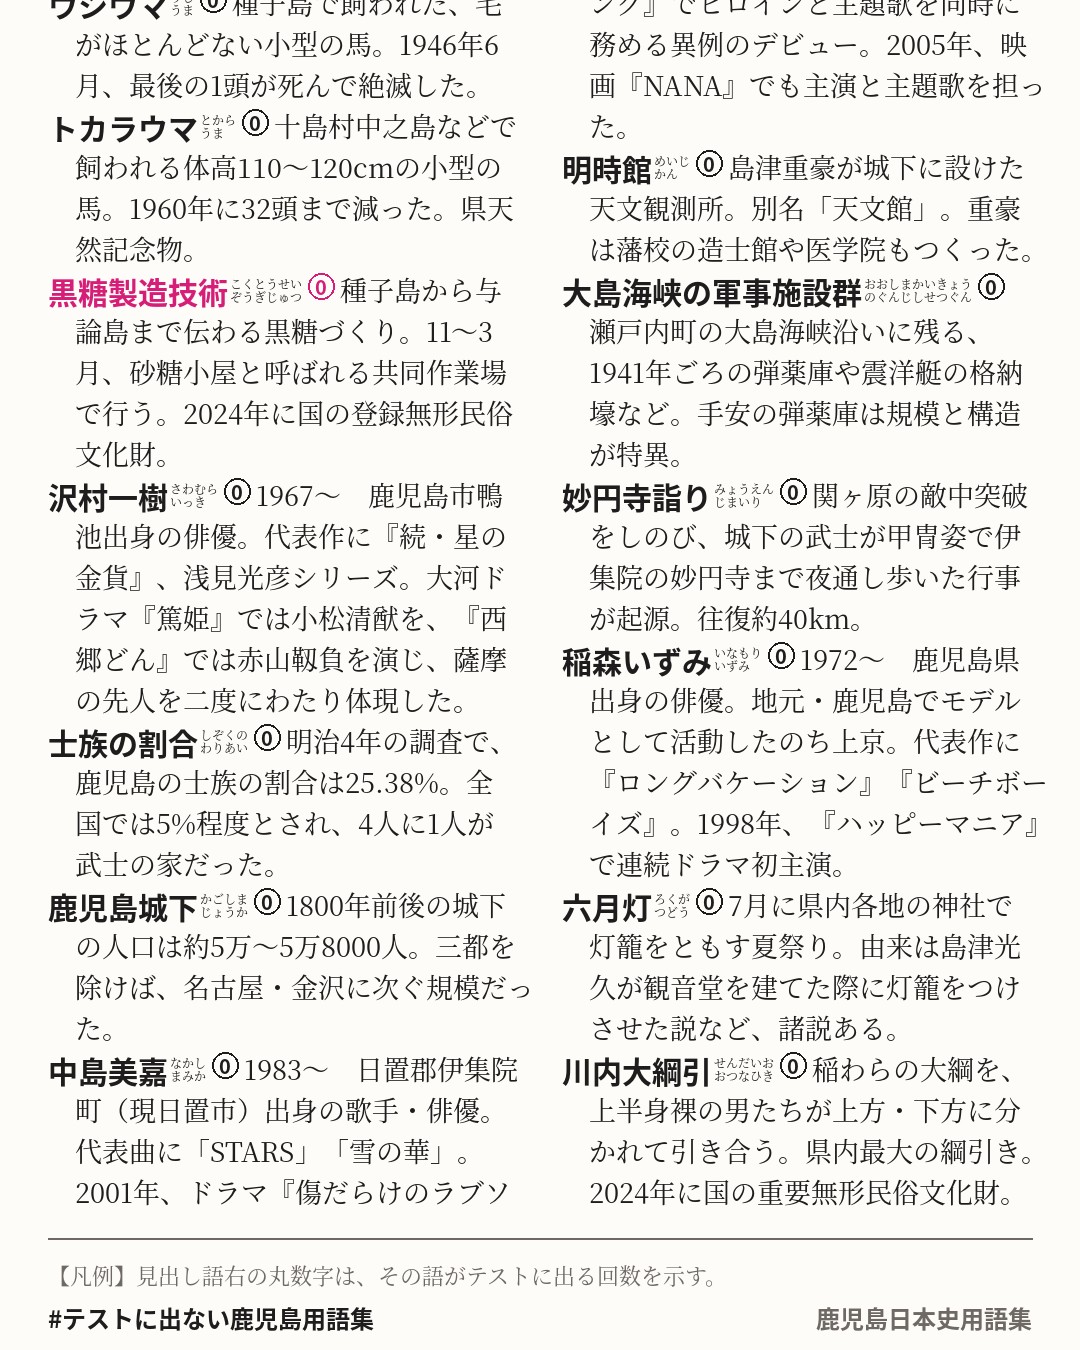 ウシウマ うしうま ⓪ 種子島で飼われた、毛
がほとんどない小型の馬。1946年6
月、最後の1頭が死んで絶滅した。
トカラウマ とからうま ⓪ 十島村中之島などで
飼われる体高110〜120cmの小型の
馬。1960年に32頭まで減った。県天
然記念物。
黒糖製造技術 こくとうせいぞうぎじゅつ ⓪ 種子島から与
論島まで伝わる黒糖づくり。11〜3
月、砂糖小屋と呼ばれる共同作業場
で行う。2024年に国の登録無形民俗
文化財。
沢村一樹 さわむらいっき ⓪ 1967〜　鹿児島市鴨
池出身の俳優。代表作に『続・星の
金貨』、浅見光彦シリーズ。大河ド
ラマ『篤姫』では小松清猷を、『西
郷どん』では赤山靱負を演じ、薩摩
の先人を二度にわたり体現した。
士族の割合 しぞくのわりあい ⓪ 明治4年の調査で、
鹿児島の士族の割合は25.38%。全
国では5%程度とされ、4人に1人が
武士の家だった。
鹿児島城下 かごしまじょうか ⓪ 1800年前後の城下
の人口は約5万〜5万8000人。三都を
除けば、名古屋・金沢に次ぐ規模だっ
た。
中島美嘉 なかしまみか ⓪ 1983〜　日置郡伊集院
町（現日置市）出身の歌手・俳優。
代表曲に「STARS」「雪の華」。
2001年、ドラマ『傷だらけのラブソ
ング』でヒロインと主題歌を同時に
務める異例のデビュー。2005年、映
画『NANA』でも主演と主題歌を担っ
た。
明時館 めいじかん ⓪ 島津重豪が城下に設けた
天文観測所。別名「天文館」。重豪
は藩校の造士館や医学院もつくった。
大島海峡の軍事施設群 おおしまかいきょうのぐんじしせつぐん ⓪
瀬戸内町の大島海峡沿いに残る、
1941年ごろの弾薬庫や震洋艇の格納
壕など。手安の弾薬庫は規模と構造
が特異。
妙円寺詣り みょうえんじまいり ⓪ 関ヶ原の敵中突破
をしのび、城下の武士が甲冑姿で伊
集院の妙円寺まで夜通し歩いた行事
が起源。往復約40km。
稲森いずみ いなもりいずみ ⓪ 1972〜　鹿児島県
出身の俳優。地元・鹿児島でモデル
として活動したのち上京。代表作に
『ロングバケーション』『ビーチボー
イズ』。1998年、『ハッピーマニア』
で連続ドラマ初主演。
六月灯 ろくがつどう ⓪ 7月に県内各地の神社で
灯籠をともす夏祭り。由来は島津光
久が観音堂を建てた際に灯籠をつけ
させた説など、諸説ある。
川内大綱引 せんだいおおつなひき ⓪ 稲わらの大綱を、
上半身裸の男たちが上方・下方に分
かれて引き合う。県内最大の綱引き。
2024年に国の重要無形民俗文化財。
【凡例】見出し語右の丸数字は、その語がテストに出る回数を示す。
#テストに出ない鹿児島用語集
鹿児島日本史用語集